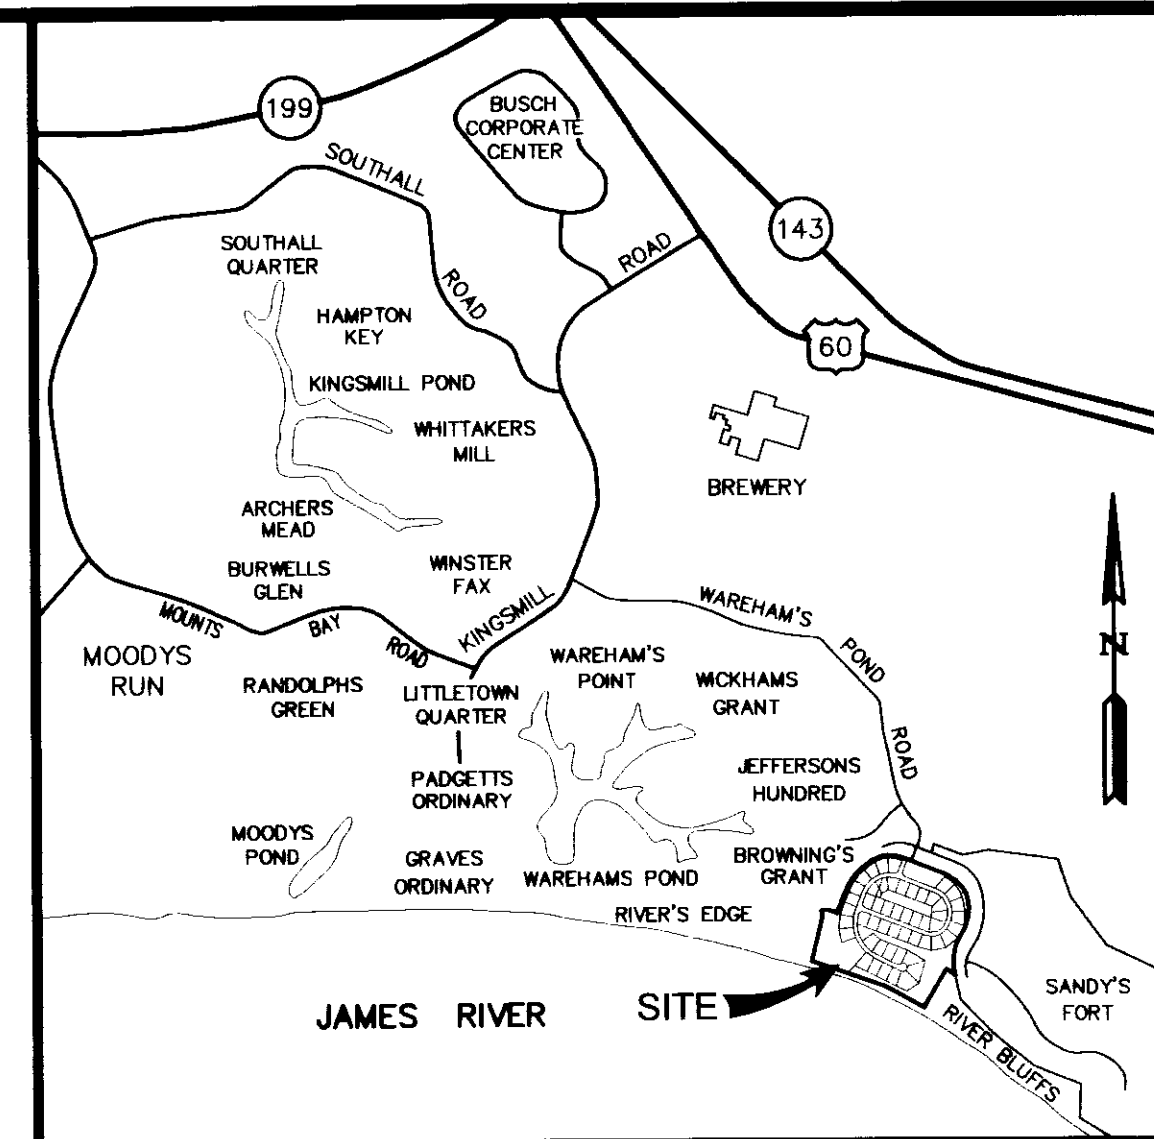 199
BUSCH
CORPORATE
CENTER
SOUTHALL
ROAD
143
ROAD
SOUTHALL
QUARTER
HAMPTON
KEY
60
KINGSMILL POND
WHITTAKERS
MILL
BREWERY
ARCHERS
MEAD
BURWELLS
GLEN
WINSTER
FAX
MOUNTS
BAY
ROAD
KINGSMILL
WAREHAM'S
POND
ROAD
N
MOODYS
RUN
RANDOLPHS
GREEN
LITTLETOWN
QUARTER
WAREHAM'S
POINT
WICKHAMS
GRANT
PADGETTS
ORDINARY
JEFFERSONS
HUNDRED
MOODYS
POND
GRAVES
ORDINARY
WAREHAMS POND
BROWNING'S
GRANT
RIVER'S EDGE
JAMES RIVER
SITE
SANDY'S
FORT
RIVER BLUFFS